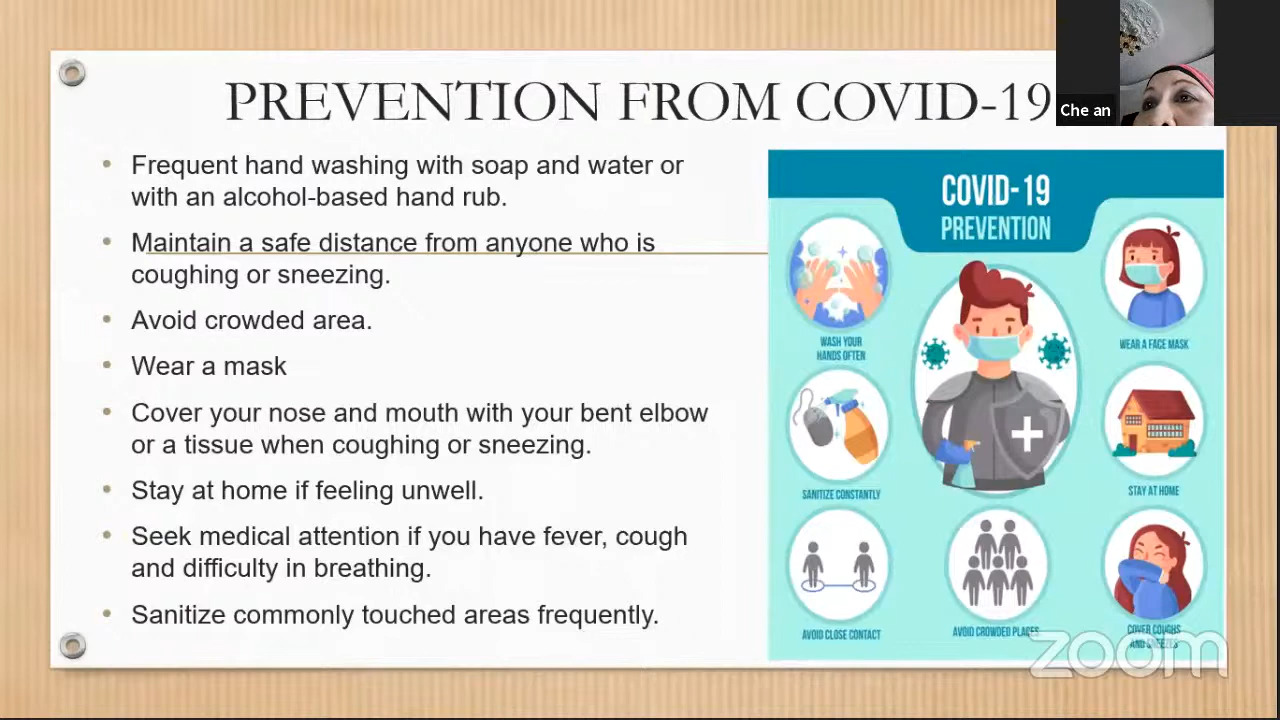 PREVENTION FROM COVID-19
Che an
Frequent hand washing with soap and water or
with an alcohol-based hand rub.
Maintain a safe distance from anyone who is
coughing or sneezing.
Avoid crowded area.
Wear a mask
Cover your nose and mouth with your bent elbow
or a tissue when coughing or sneezing.
Stay at home if feeling unwell.
Seek medical attention if you have fever, cough
and difficulty in breathing.
Sanitize commonly touched areas frequently.
COVID-19
PREVENTION
WASH YOUR
HANDS OFTEN
WEAR A FACE MASK
SANITIZE CONSTANTLY
STAY AT HOME
AVOID CLOSE CONTACT
AVOID CROWDED PLACES
COVER COUGHS
AND SNEEZES
zoom